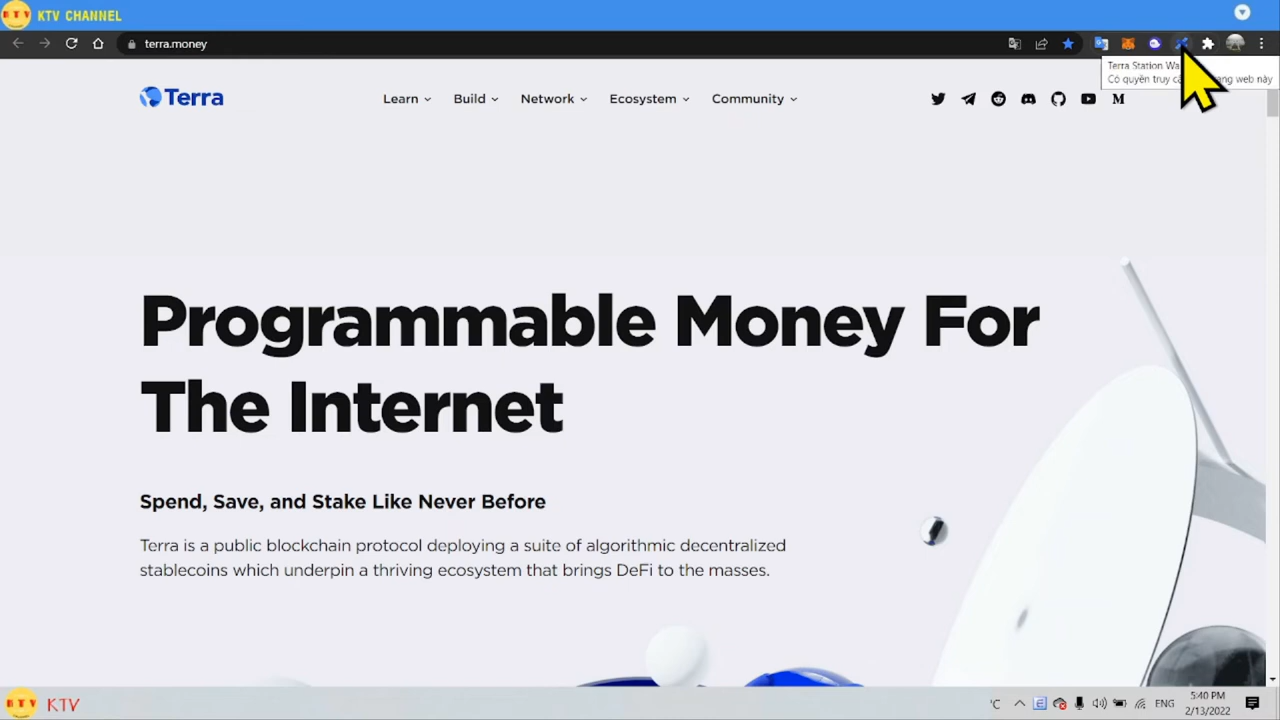 KTV CHANNEL
terra.money
Terra Station Wa
Có quyền truy cậ ang web này
Terra
Learn Build Network Ecosystem Community
M
Programmable Money For
The Internet
Spend, Save, and Stake Like Never Before
Terra is a public blockchain protocol deploying a suite of algorithmic decentralized
stablecoins which underpin a thriving ecosystem that brings DeFi to the masses.
KTV KTV
°C ENG
5:40 PM
2/13/2022